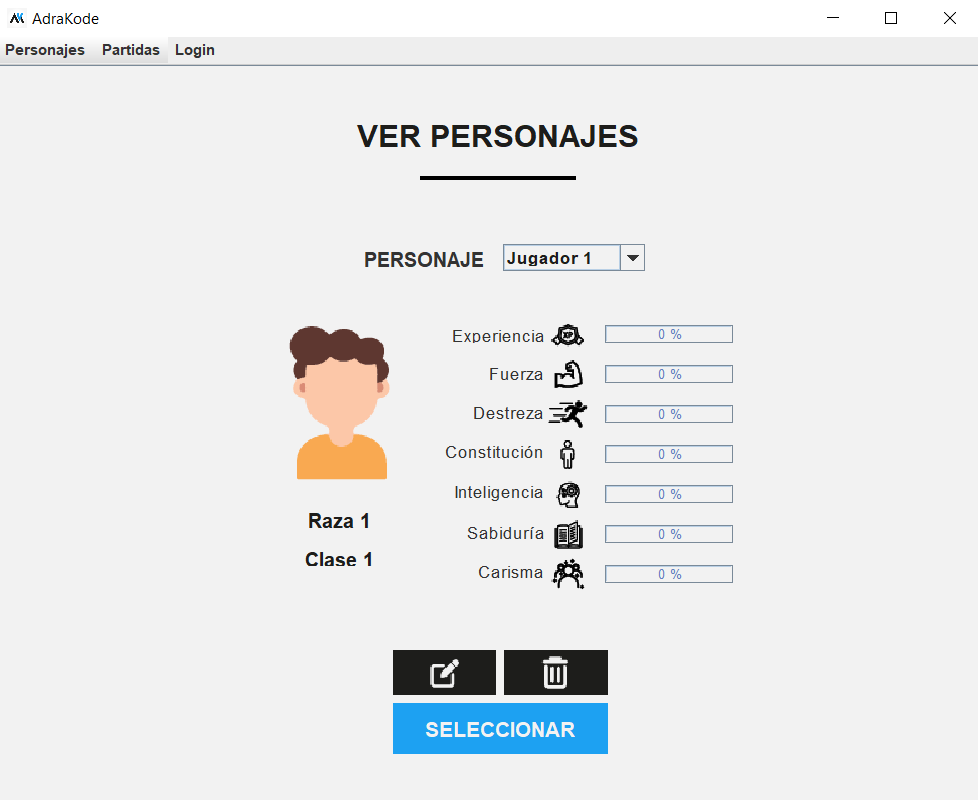 AdraKode
Personajes Partidas Login
VER PERSONAJES
PERSONAJE Jugador 1
Experiencia XP 0 %
Fuerza 0 %
Destreza 0 %
Constitución 0 %
Inteligencia 0 %
Sabiduría 0 %
Carisma 0 %
Raza 1
Clase 1
SELECCIONAR